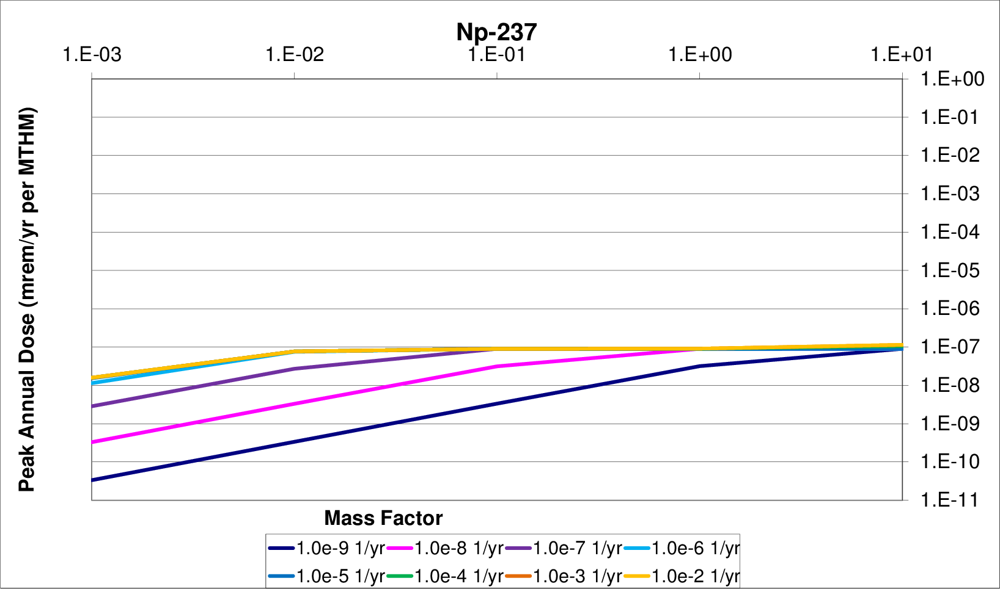 Np-237
1.E-03 1.E-02 1.E-01 1.E+00 1.E+01
1.E+00
1.E-01
1.E-02
1.E-03
1.E-04
1.E-05
1.E-06
1.E-07
1.E-08
1.E-09
1.E-10
1.E-11
Peak Annual Dose (mrem/yr per MTHM)
Mass Factor
1.0e-9 1/yr 1.0e-8 1/yr 1.0e-7 1/yr 1.0e-6 1/yr
1.0e-5 1/yr 1.0e-4 1/yr 1.0e-3 1/yr 1.0e-2 1/yr